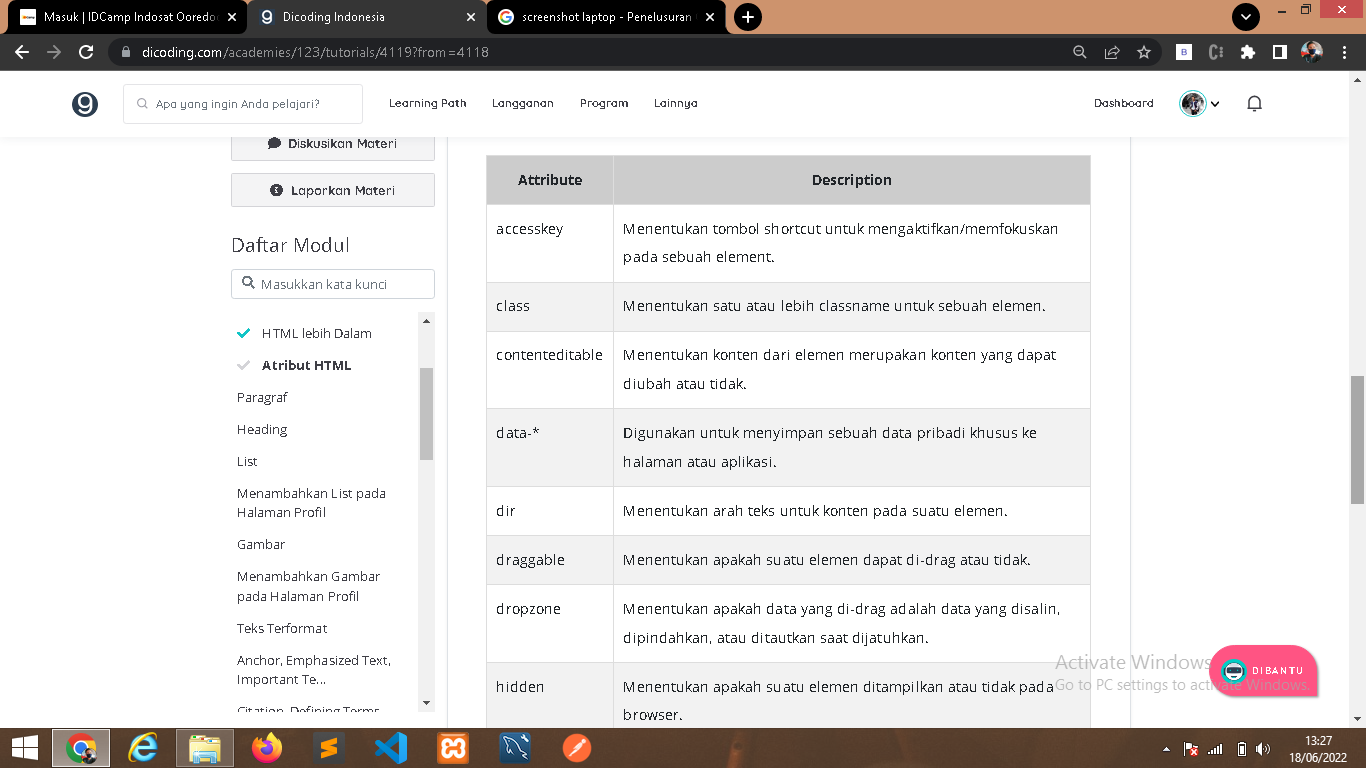 Masuk | IDCamp Indosat Ooredo
Dicoding Indonesia
screenshot laptop - Penelusuran
dicoding.com/academies/123/tutorials/4119?from=4118
Apa yang ingin Anda pelajari?
Learning Path
Langganan
Program
Lainnya
Dashboard
Diskusikan Materi
Laporkan Materi
Daftar Modul
Masukkan kata kunci
HTML lebih Dalam
Atribut HTML
Paragraf
Heading
List
Menambahkan List pada
Halaman Profil
Gambar
Menambahkan Gambar
pada Halaman Profil
Teks Terformat
Anchor, Emphasized Text,
Important Te...
Citation, Defining Terms
Attribute Description
accesskey Menentukan tombol shortcut untuk mengaktifkan/memfokuskan
pada sebuah element.
class Menentukan satu atau lebih classname untuk sebuah elemen.
contenteditable Menentukan konten dari elemen merupakan konten yang dapat
diubah atau tidak.
data-* Digunakan untuk menyimpan sebuah data pribadi khusus ke
halaman atau aplikasi.
dir Menentukan arah teks untuk konten pada suatu elemen.
draggable Menentukan apakah suatu elemen dapat di-drag atau tidak.
dropzone Menentukan apakah data yang di-drag adalah data yang disalin,
dipindahkan, atau ditautkan saat dijatuhkan.
hidden Menentukan apakah suatu elemen ditampilkan atau tidak pada
browser.
Activate Windows
Go to PC settings to activate Windows.
DIBANTU
13:27
18/06/2022